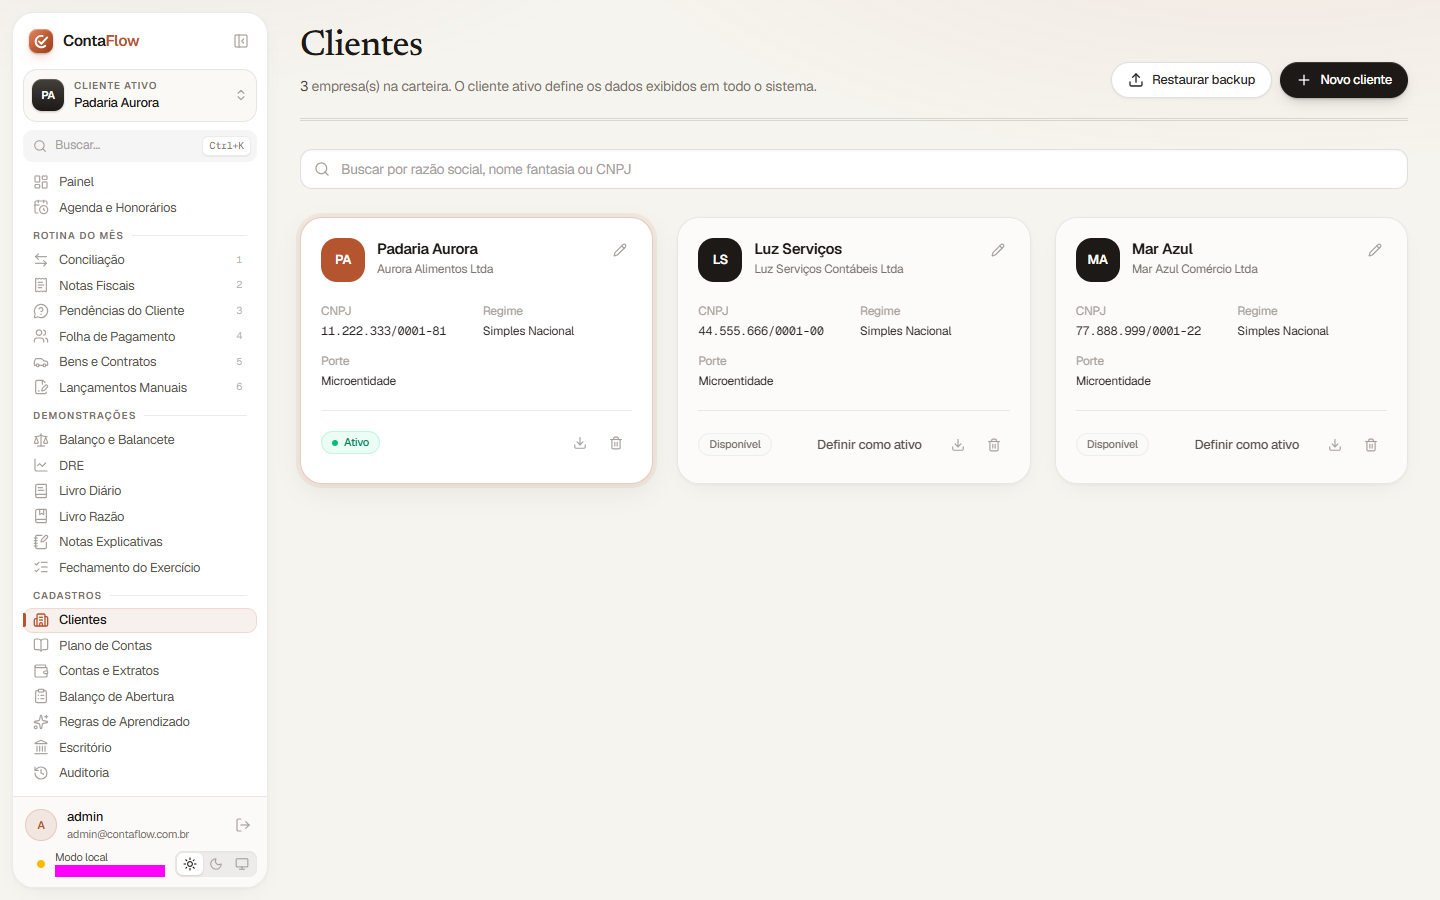 ContaFlow
PA
CLIENTE ATIVO
Padaria Aurora
Buscar...
Ctrl+K
Painel
Agenda e Honorários
ROTINA DO MÊS
Conciliação 1
Notas Fiscais 2
Pendências do Cliente 3
Folha de Pagamento 4
Bens e Contratos 5
Lançamentos Manuais 6
DEMONSTRAÇÕES
Balanço e Balancete
DRE
Livro Diário
Livro Razão
Notas Explicativas
Fechamento do Exercício
CADASTROS
Clientes
Plano de Contas
Contas e Extratos
Balanço de Abertura
Regras de Aprendizado
Escritório
Auditoria
A
admin
admin@contaflow.com.br
Modo local
Clientes
3 empresa(s) na carteira. O cliente ativo define os dados exibidos em todo o sistema.
Restaurar backup
Novo cliente
Buscar por razão social, nome fantasia ou CNPJ
PA
Padaria Aurora
Aurora Alimentos Ltda
CNPJ
11.222.333/0001-81
Regime
Simples Nacional
Porte
Microentidade
Ativo
LS
Luz Serviços
Luz Serviços Contábeis Ltda
CNPJ
44.555.666/0001-00
Regime
Simples Nacional
Porte
Microentidade
Disponível
Definir como ativo
MA
Mar Azul
Mar Azul Comércio Ltda
CNPJ
77.888.999/0001-22
Regime
Simples Nacional
Porte
Microentidade
Disponível
Definir como ativo